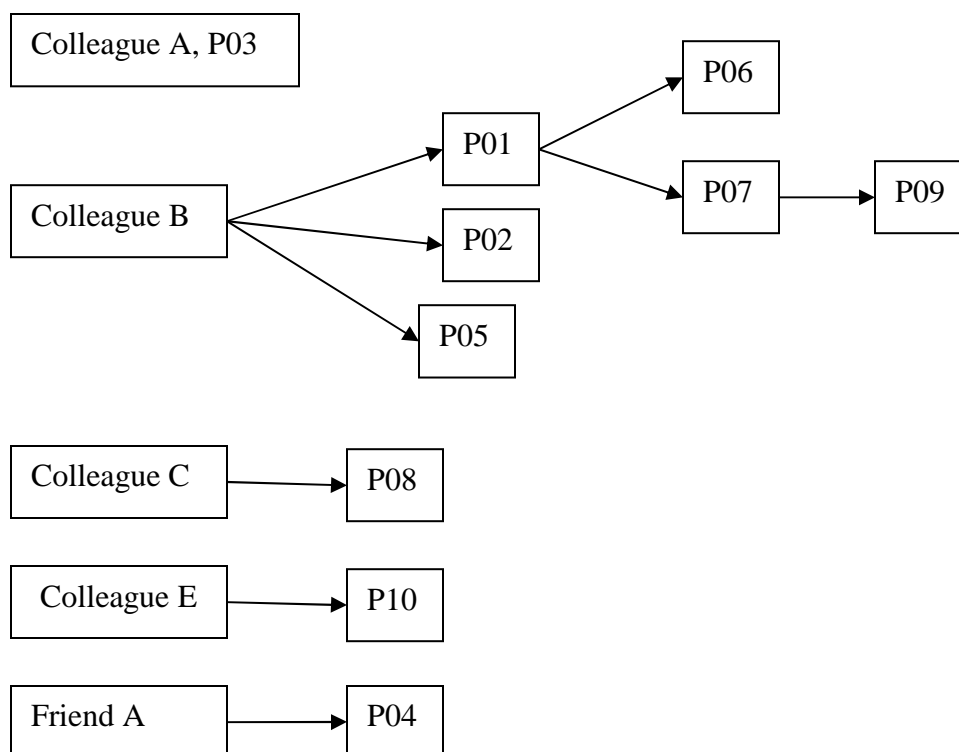 Colleague A, P03
P06
P01
Colleague B
P07
P09
P02
P05
Colleague C
P08
Colleague E
P10
Friend A
P04